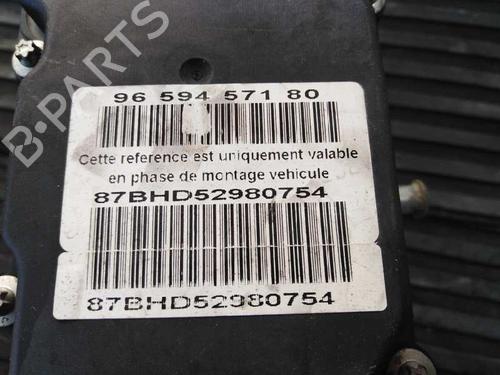 B-PARTS
96 594 571 80
Cette reference est uniquement valable
en phase de montage vehicule
87BHD52980754
87BHD52980754